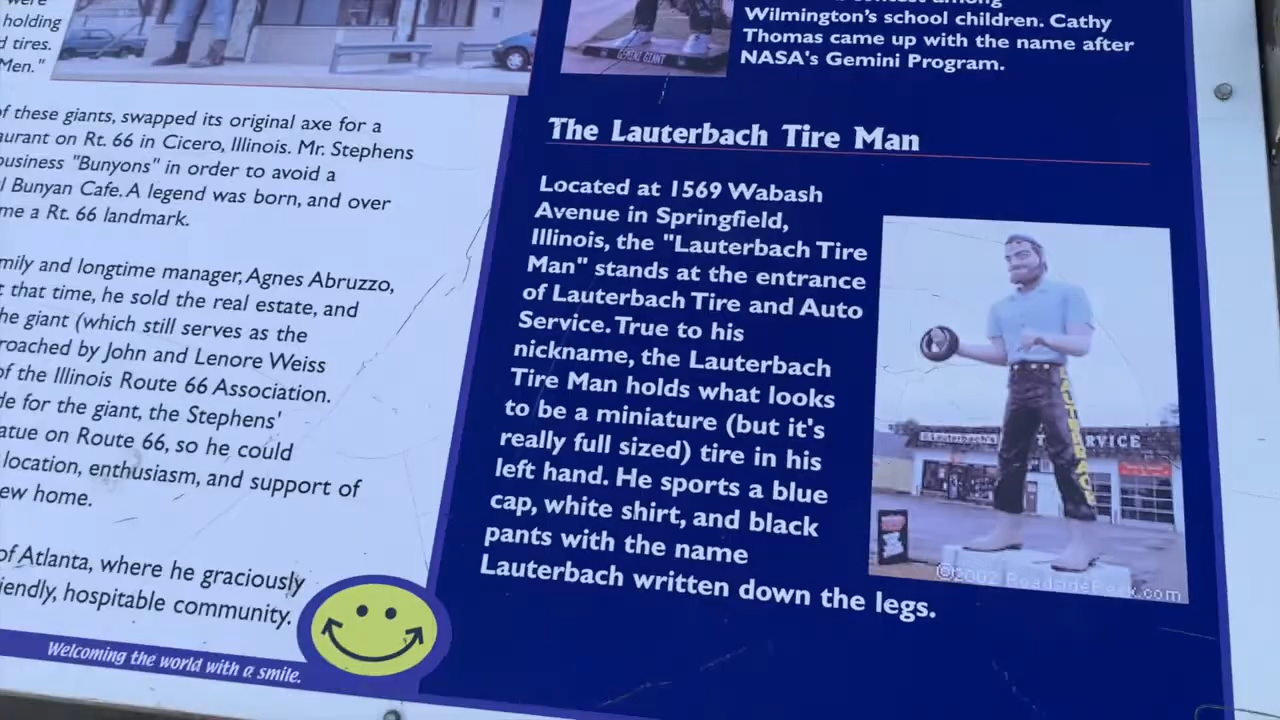 were
holding
d tires.
Men."
of these giants, swapped its original axe for a
aurant on Rt. 66 in Cicero, Illinois. Mr. Stephens
business "Bunyons" in order to avoid a
l Bunyan Cafe. A legend was born, and over
me a Rt. 66 landmark.
mily and longtime manager, Agnes Abruzzo,
t that time, he sold the real estate, and
he giant (which still serves as the
roached by John and Lenore Weiss
of the Illinois Route 66 Association.
de for the giant, the Stephens'
atue on Route 66, so he could
location, enthusiasm, and support of
ew home.
of Atlanta, where he graciously
iendly, hospitable community.
Welcoming the world with a smile.
GEMINI GIANT
among
Wilmington's school children. Cathy
Thomas came up with the name after
NASA's Gemini Program.
The Lauterbach Tire Man
Located at 1569 Wabash
Avenue in Springfield,
Illinois, the "Lauterbach Tire
Man" stands at the entrance
of Lauterbach Tire and Auto
Service. True to his
nickname, the Lauterbach
Tire Man holds what looks
to be a miniature (but it's
really full sized) tire in his
left hand. He sports a blue
cap, white shirt, and black
pants with the name
Lauterbach written down the legs.
LAUTERBACH
Lauterbach's T RVICE
©2002 RoadsidePeek.com